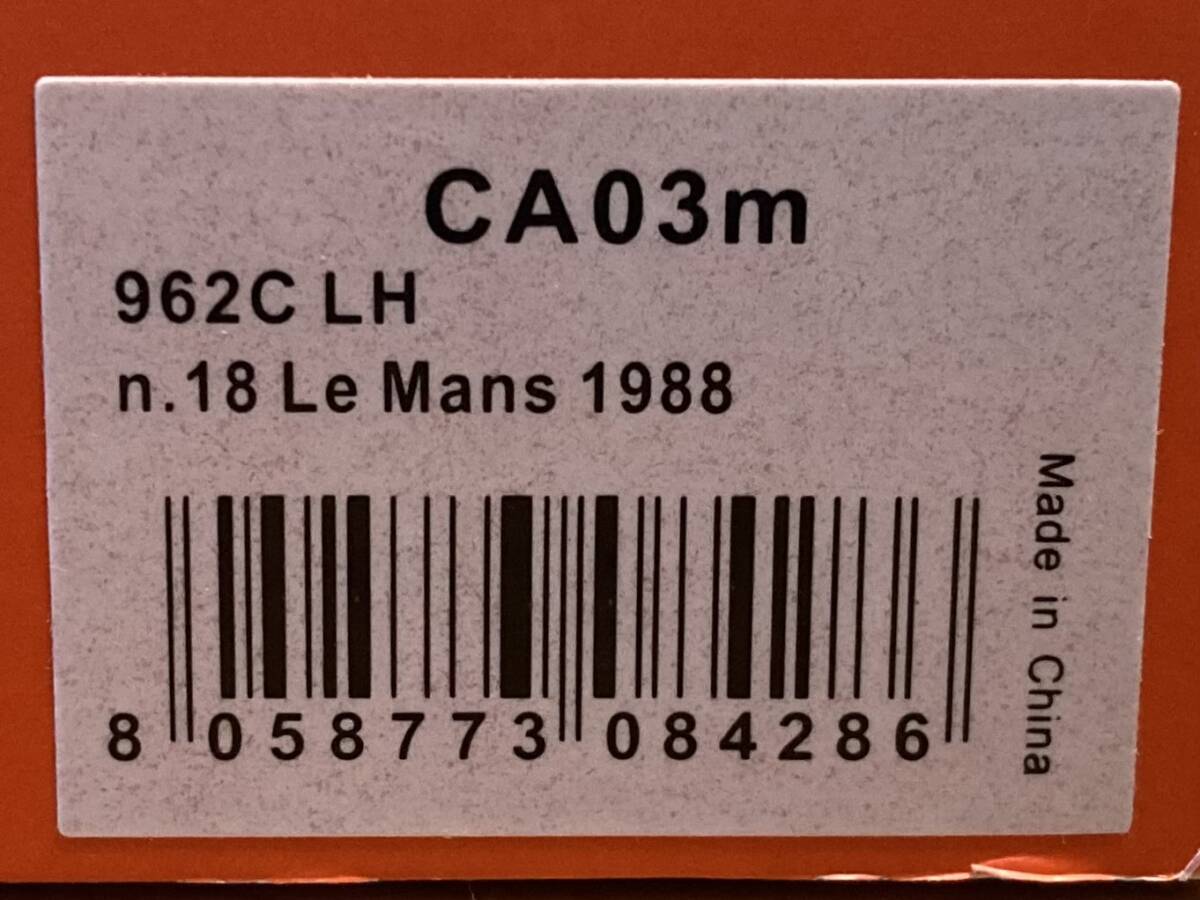 CA03m
962C LH
n.18 Le Mans 1988
Made in China
8 058773 084286